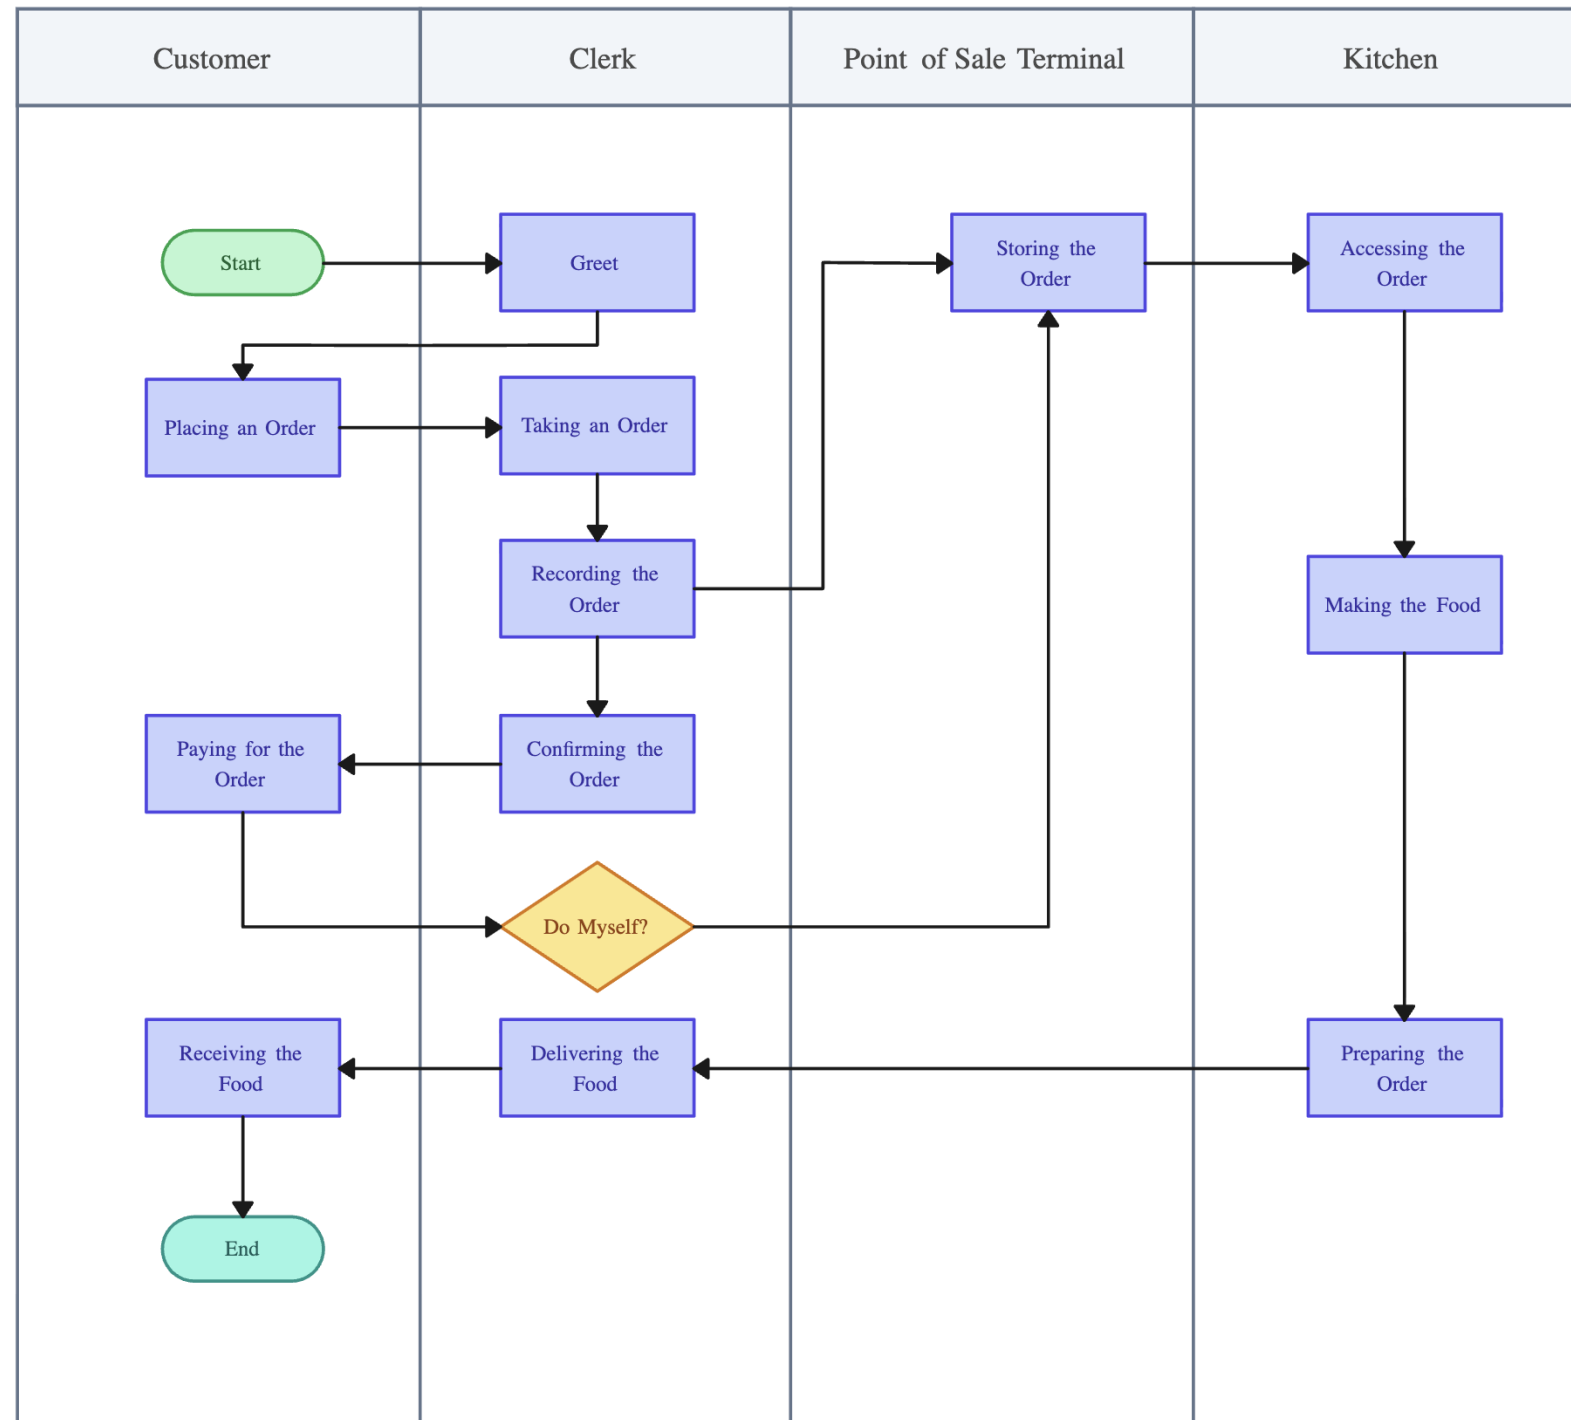 Customer
Clerk
Point of Sale Terminal
Kitchen
Start
Greet
Storing the
Order
Accessing the
Order
Placing an Order
Taking an Order
Recording the
Order
Making the Food
Paying for the
Order
Confirming the
Order
Do Myself?
Receiving the
Food
Delivering the
Food
Preparing the
Order
End